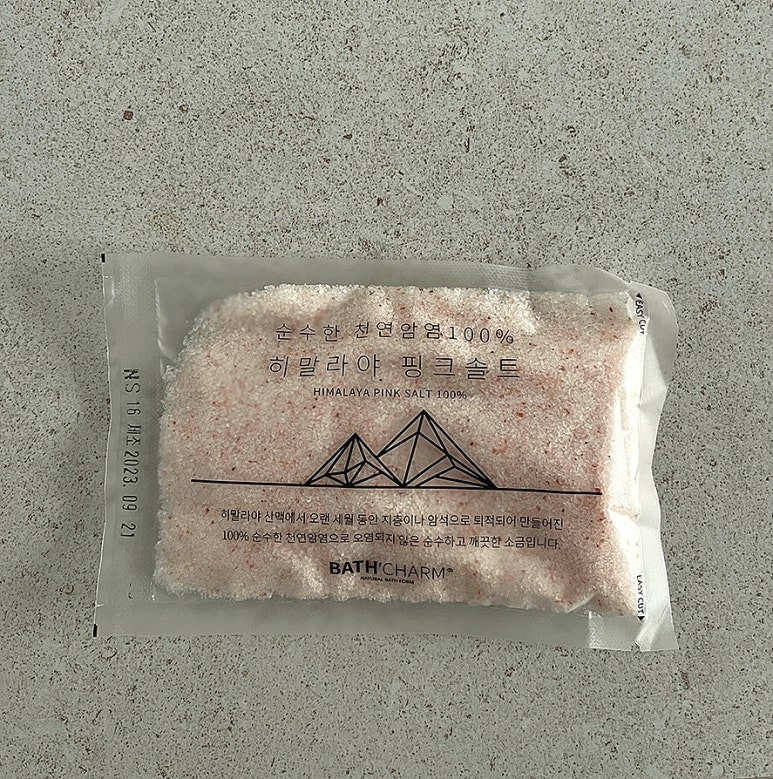 순수한 천연암염100%
히말라야 핑크솔트
HIMALAYA PINK SALT 100%
히말라야 산맥에서 오랜 세월 동안 지층이나 암석으로 퇴적되어 만들어진
100% 순수한 천연암염으로 오염되지 않은 순수하고 깨끗한 소금입니다.
BATH'CHARM®
NATURAL BATH FORM
NS 16 제조 2023. 09. 21
EASY CUT
EASY CUT